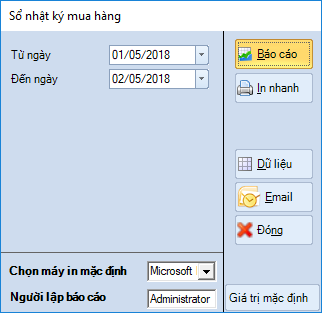 Sổ nhật ký mua hàng
Từ ngày 01/05/2018
Đến ngày 02/05/2018
Báo cáo
In nhanh
Dữ liệu
Email
Đóng
Chọn máy in mặc định Microsoft
Người lập báo cáo Administrator
Giá trị mặc định